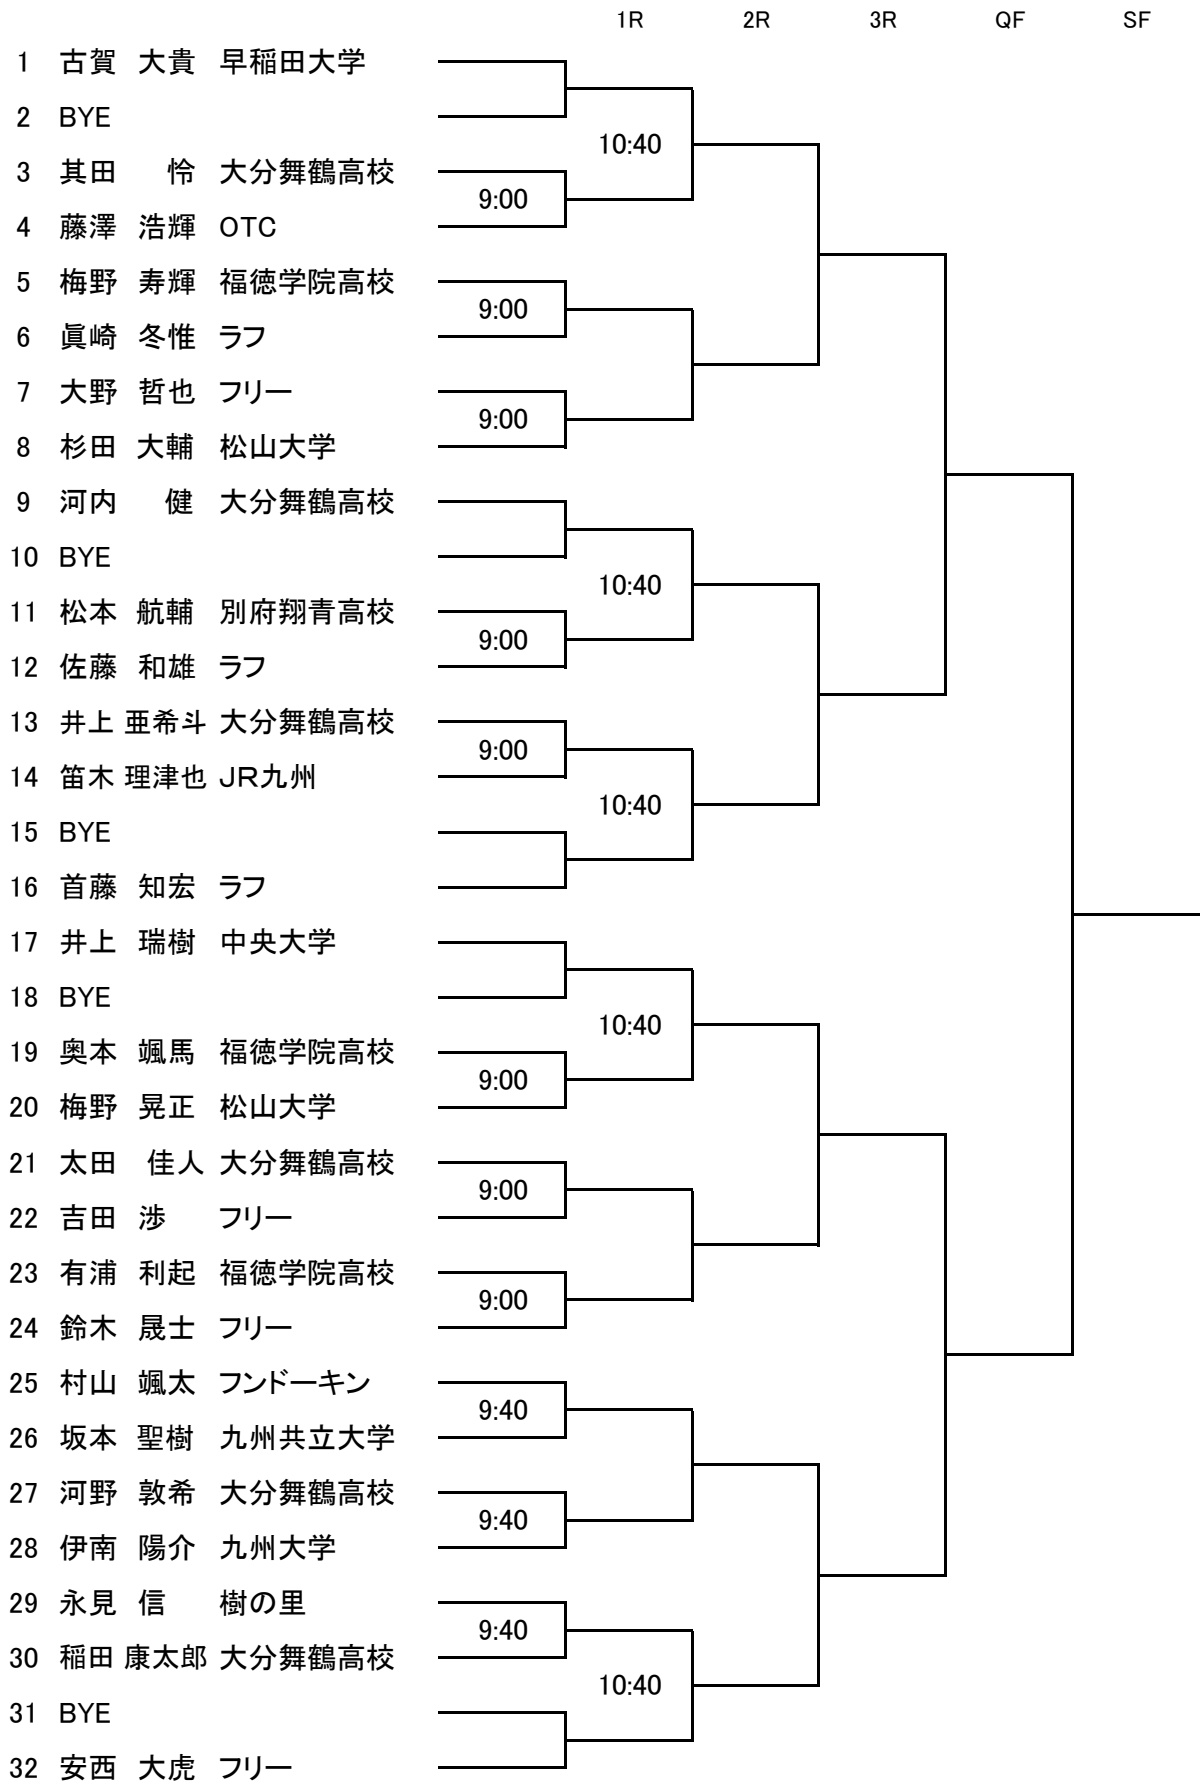 1R 2R 3R QF SF
1 古賀 大貴 早稲田大学
2 BYE
10:40
3 其田 怜 大分舞鶴高校
9:00
4 藤澤 浩輝 OTC
5 梅野 寿輝 福徳学院高校
9:00
6 眞崎 冬惟 ラフ
7 大野 哲也 フリー
9:00
8 杉田 大輔 松山大学
9 河内 健 大分舞鶴高校
10 BYE
10:40
11 松本 航輔 別府翔青高校
9:00
12 佐藤 和雄 ラフ
13 井上 亜希斗 大分舞鶴高校
9:00
14 笛木 理津也 JR九州
10:40
15 BYE
16 首藤 知宏 ラフ
17 井上 瑞樹 中央大学
18 BYE
10:40
19 奥本 颯馬 福徳学院高校
9:00
20 梅野 晃正 松山大学
21 太田 佳人 大分舞鶴高校
9:00
22 吉田 渉 フリー
23 有浦 利起 福徳学院高校
9:00
24 鈴木 晟士 フリー
25 村山 颯太 フンドーキン
9:40
26 坂本 聖樹 九州共立大学
27 河野 敦希 大分舞鶴高校
9:40
28 伊南 陽介 九州大学
29 永見 信 樹の里
9:40
30 稲田 康太郎 大分舞鶴高校
10:40
31 BYE
32 安西 大虎 フリー